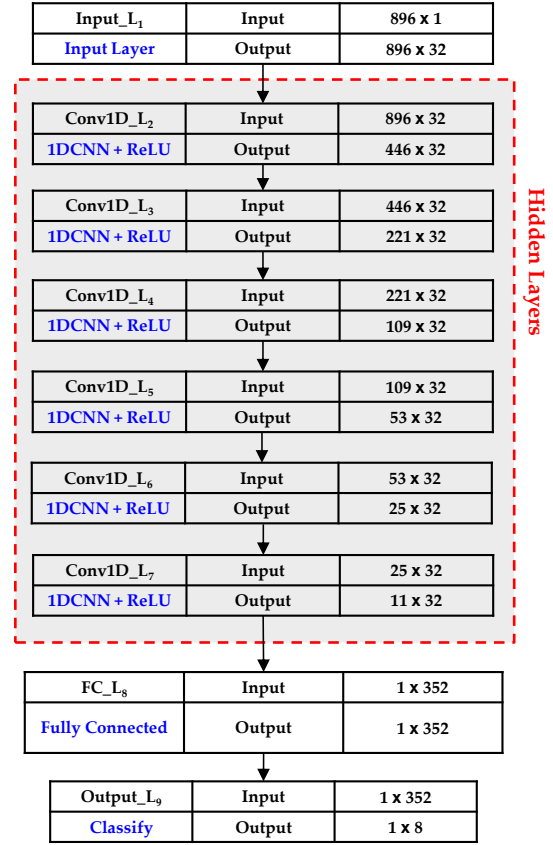 Input_L₁ Input 896 x 1
Input Layer Output 896 x 32
Conv1D_L₂ Input 896 x 32
1DCNN + ReLU Output 446 x 32
Conv1D_L₃ Input 446 x 32
1DCNN + ReLU Output 221 x 32
Conv1D_L₄ Input 221 x 32
1DCNN + ReLU Output 109 x 32
Conv1D_L₅ Input 109 x 32
1DCNN + ReLU Output 53 x 32
Conv1D_L₆ Input 53 x 32
1DCNN + ReLU Output 25 x 32
Conv1D_L₇ Input 25 x 32
1DCNN + ReLU Output 11 x 32
Hidden Layers
FC_L₈ Input 1 x 352
Fully Connected Output 1 x 352
Output_L₉ Input 1 x 352
Classify Output 1 x 8